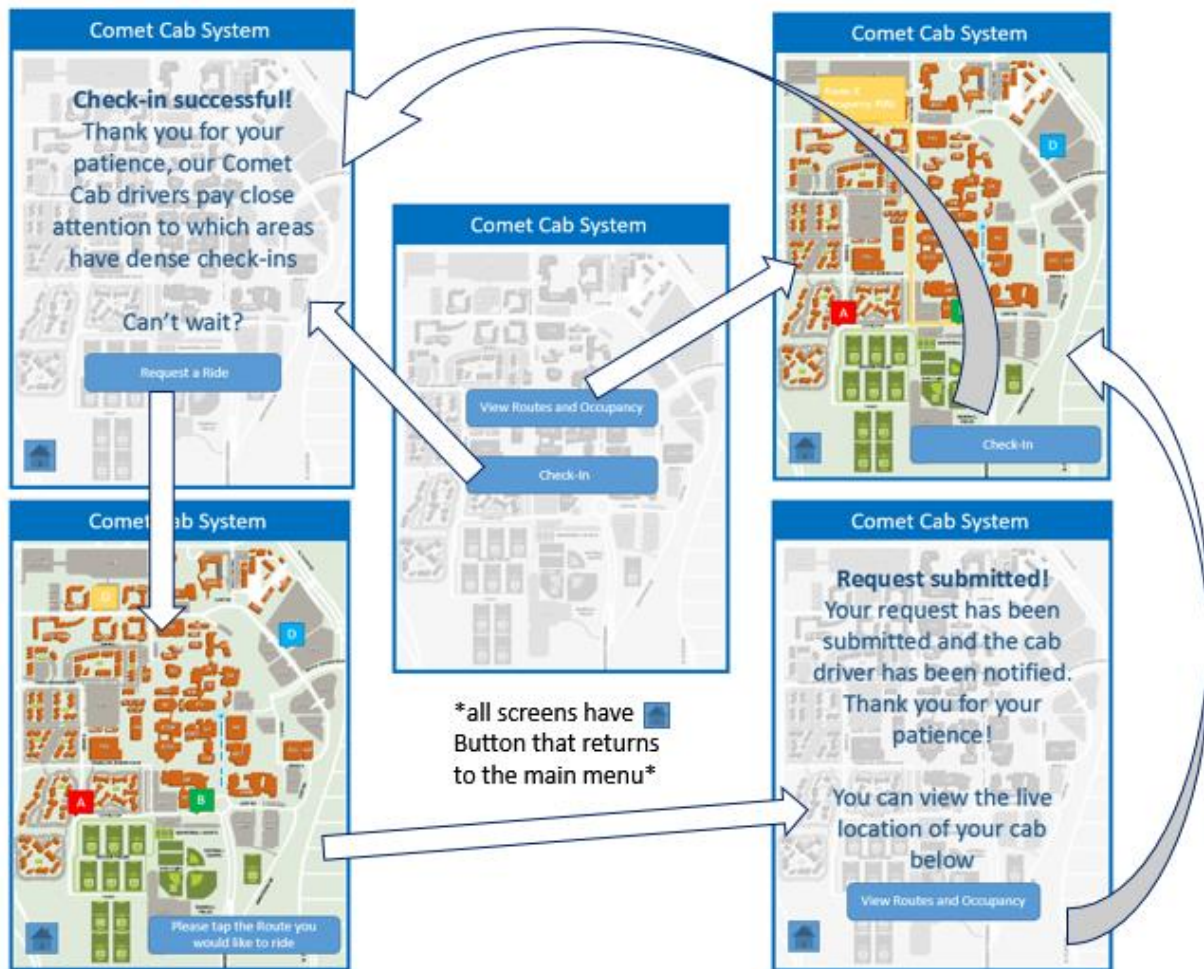 Comet Cab System
Check-in successful!
Thank you for your
patience, our Comet
Cab drivers pay close
attention to which areas
have dense check-ins
Can't wait?
Request a Ride
Comet Cab System
View Routes and Occupancy
Check-In
Comet Cab System
D
A
Check-In
Comet Cab System
C
D
A
B
Please tap the Route you
would like to ride
*all screens have
Button that returns
to the main menu*
Comet Cab System
Request submitted!
Your request has been
submitted and the cab
driver has been notified.
Thank you for your
patience!
You can view the live
location of your cab
below
View Routes and Occupancy